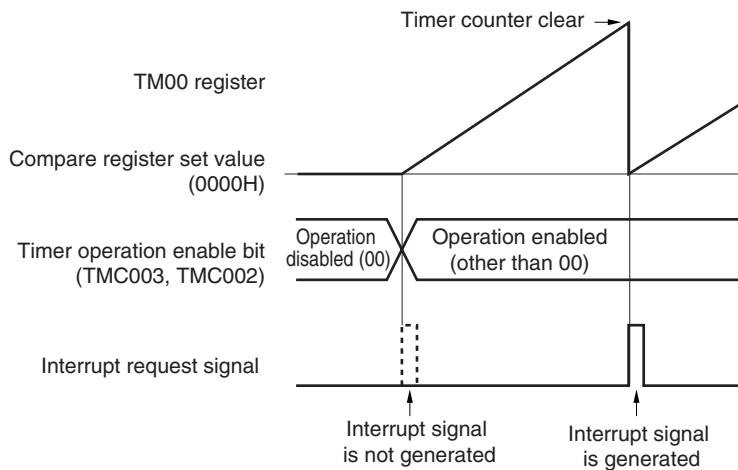 Timer counter clear
TM00 register
Compare register set value
(0000H)
Timer operation enable bit
(TMC003, TMC002)
Operation
disabled (00)
Operation enabled
(other than 00)
Interrupt request signal
Interrupt signal
is not generated
Interrupt signal
is generated